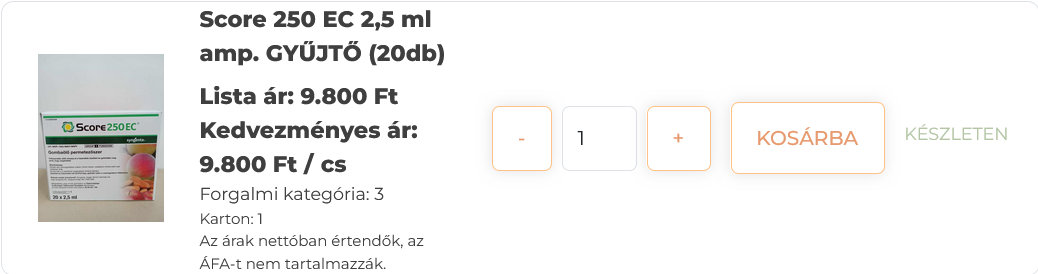 Score 250 EC 2,5 ml
amp. GYŰJTŐ (20db)
Lista ár: 9.800 Ft
Kedvezményes ár:
9.800 Ft / cs
Forgalmi kategória: 3
Karton: 1
Az árak nettóban értendők, az
ÁFA-t nem tartalmazzák.
-
1
+
KOSÁRBA
KÉSZLETEN
Score 250 EC
syngenta
Gombaölő permetezőszer
20 x 2,5 ml